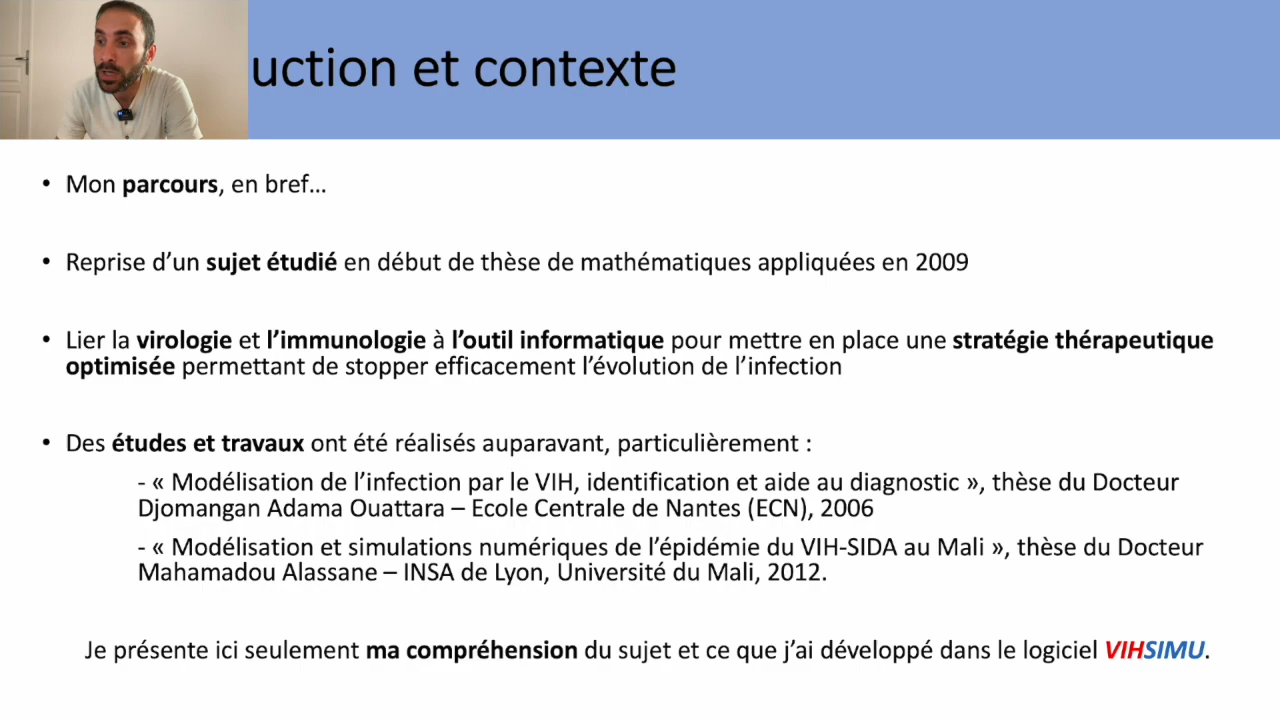 uction et contexte
• Mon parcours, en bref…
• Reprise d’un sujet étudié en début de thèse de mathématiques appliquées en 2009
• Lier la virologie et l’immunologie à l’outil informatique pour mettre en place une stratégie thérapeutique
optimisée permettant de stopper efficacement l’évolution de l’infection
• Des études et travaux ont été réalisés auparavant, particulièrement :
- « Modélisation de l’infection par le VIH, identification et aide au diagnostic », thèse du Docteur
Djomangan Adama Ouattara – Ecole Centrale de Nantes (ECN), 2006
- « Modélisation et simulations numériques de l’épidémie du VIH-SIDA au Mali », thèse du Docteur
Mahamadou Alassane – INSA de Lyon, Université du Mali, 2012.
Je présente ici seulement ma compréhension du sujet et ce que j’ai développé dans le logiciel VIHSIMU.